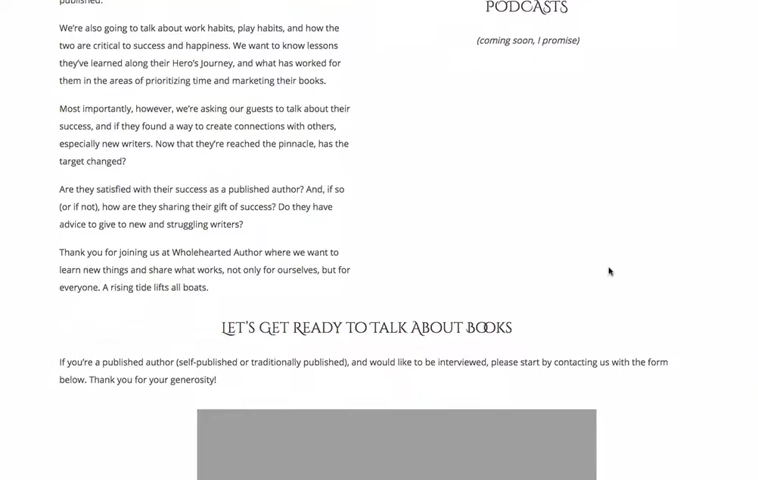 published.
We're also going to talk about work habits, play habits, and how the
two are critical to success and happiness. We want to know lessons
they've learned along their Hero's Journey, and what has worked for
them in the areas of prioritizing time and marketing their books.
Most importantly, however, we're asking our guests to talk about their
success, and if they found a way to create connections with others,
especially new writers. Now that they're reached the pinnacle, has the
target changed?
Are they satisfied with their success as a published author? And, if so
(or if not), how are they sharing their gift of success? Do they have
advice to give to new and struggling writers?
Thank you for joining us at Wholehearted Author where we want to
learn new things and share what works, not only for ourselves, but for
everyone. A rising tide lifts all boats.
PODCASTS
(coming soon, I promise)
LET'S GET READY TO TALK ABOUT BOOKS
If you're a published author (self-published or traditionally published), and would like to be interviewed, please start by contacting us with the form
below. Thank you for your generosity!